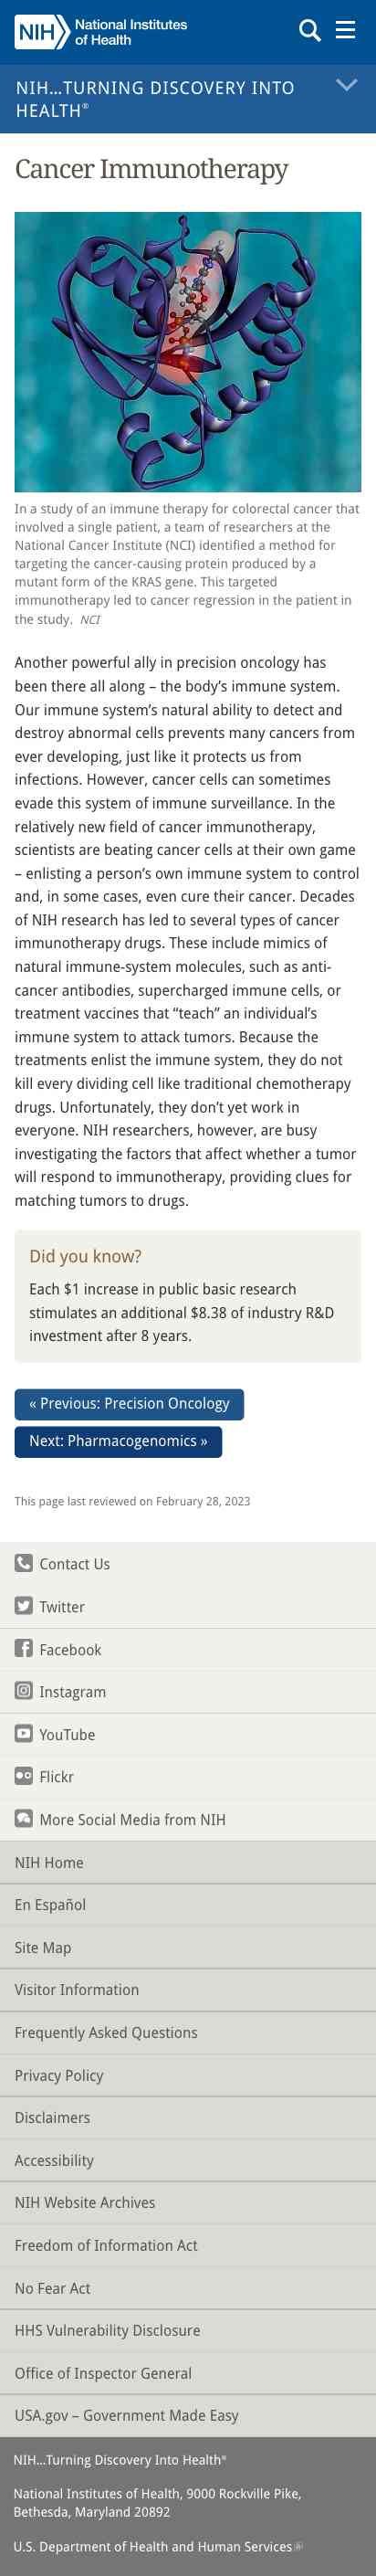 NIH National Institutes
of Health
NIH...TURNING DISCOVERY INTO
HEALTH®
Cancer Immunotherapy
In a study of an immune therapy for colorectal cancer that
involved a single patient, a team of researchers at the
National Cancer Institute (NCI) identified a method for
targeting the cancer-causing protein produced by a
mutant form of the KRAS gene. This targeted
immunotherapy led to cancer regression in the patient in
the study. NCI
Another powerful ally in precision oncology has
been there all along – the body’s immune system.
Our immune system’s natural ability to detect and
destroy abnormal cells prevents many cancers from
ever developing, just like it protects us from
infections. However, cancer cells can sometimes
evade this system of immune surveillance. In the
relatively new field of cancer immunotherapy,
scientists are beating cancer cells at their own game
– enlisting a person’s own immune system to control
and, in some cases, even cure their cancer. Decades
of NIH research has led to several types of cancer
immunotherapy drugs. These include mimics of
natural immune-system molecules, such as anti-
cancer antibodies, supercharged immune cells, or
treatment vaccines that “teach” an individual’s
immune system to attack tumors. Because the
treatments enlist the immune system, they do not
kill every dividing cell like traditional chemotherapy
drugs. Unfortunately, they don’t yet work in
everyone. NIH researchers, however, are busy
investigating the factors that affect whether a tumor
will respond to immunotherapy, providing clues for
matching tumors to drugs.
Did you know?
Each $1 increase in public basic research
stimulates an additional $8.38 of industry R&D
investment after 8 years.
« Previous: Precision Oncology
Next: Pharmacogenomics »
This page last reviewed on February 28, 2023
Contact Us
Twitter
Facebook
Instagram
YouTube
Flickr
More Social Media from NIH
NIH Home
En Español
Site Map
Visitor Information
Frequently Asked Questions
Privacy Policy
Disclaimers
Accessibility
NIH Website Archives
Freedom of Information Act
No Fear Act
HHS Vulnerability Disclosure
Office of Inspector General
USA.gov – Government Made Easy
NIH...Turning Discovery Into Health®
National Institutes of Health, 9000 Rockville Pike,
Bethesda, Maryland 20892
U.S. Department of Health and Human Services